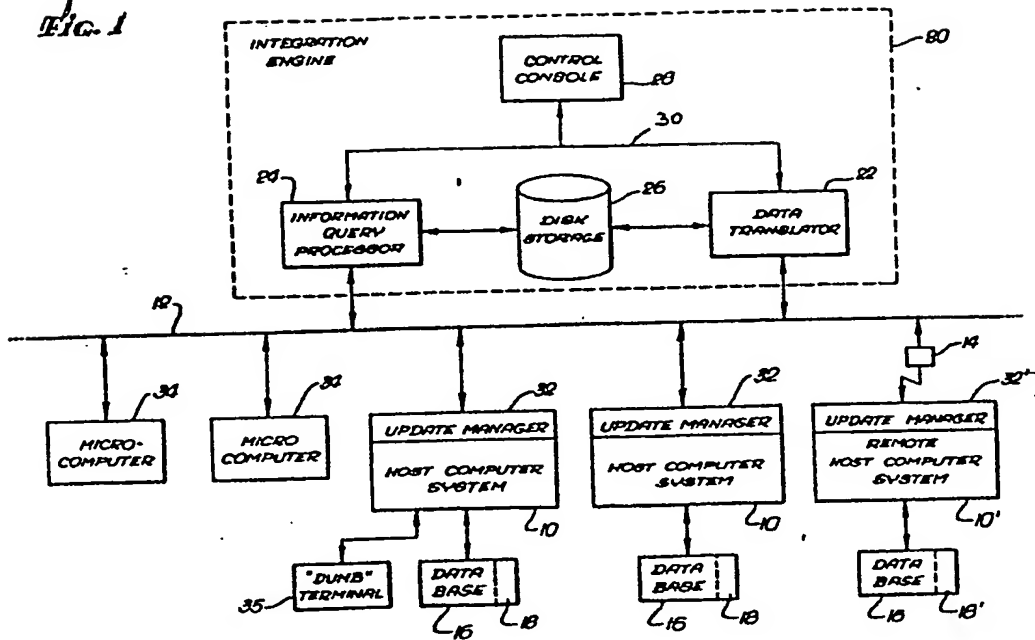 Fig. 1
INTEGRATION
ENGINE
CONTROL
CONSOLE
28
20
30
24
INFORMATION
QUERY
PROCESSOR
26
DISK
STORAGE
22
DATA
TRANSLATOR
12
14
34
MICRO-
COMPUTER
34
MICRO
COMPUTER
32
UPDATE MANAGER
HOST COMPUTER
SYSTEM
10
32
UPDATE MANAGER
HOST COMPUTER
SYSTEM
10
32'
UPDATE MANAGER
REMOTE
HOST COMPUTER
SYSTEM
10'
"DUMB"
TERMINAL
35
DATA
BASE
16
18
DATA
BASE
16
18
DATA
BASE
16
18'